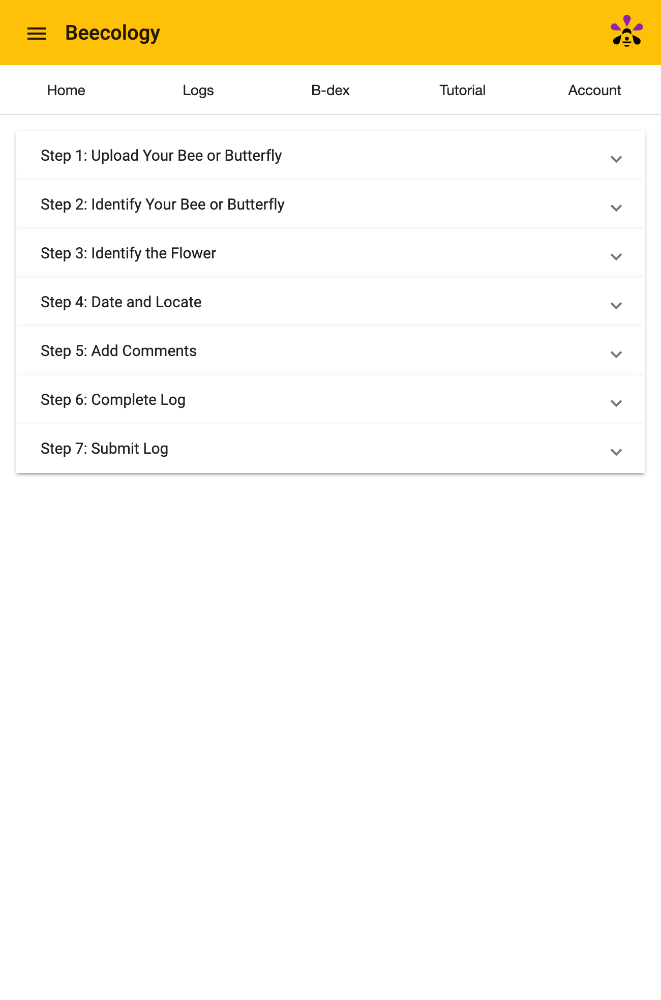 Beecology
Home Logs B-dex Tutorial Account
Step 1: Upload Your Bee or Butterfly
Step 2: Identify Your Bee or Butterfly
Step 3: Identify the Flower
Step 4: Date and Locate
Step 5: Add Comments
Step 6: Complete Log
Step 7: Submit Log